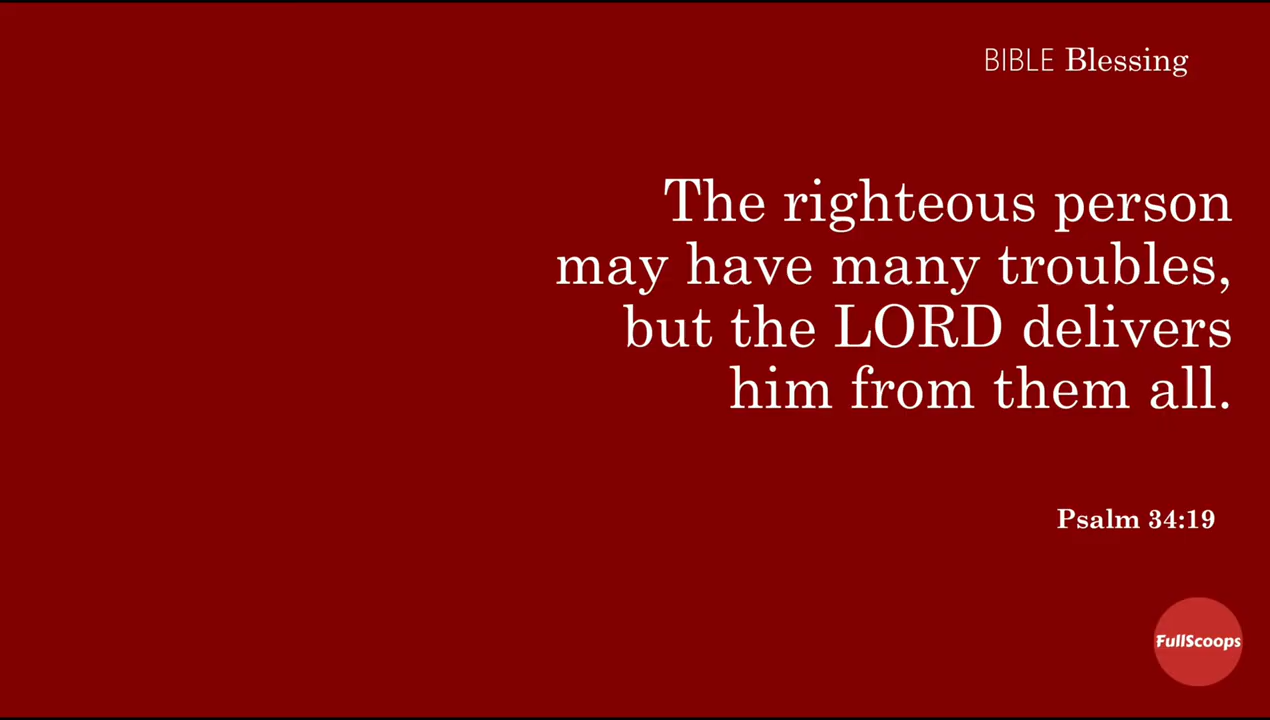 BIBLE Blessing
The righteous person
may have many troubles,
but the LORD delivers
him from them all.
Psalm 34:19
FullScoops